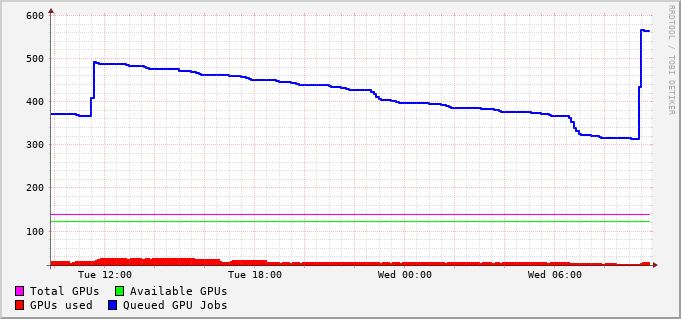 600
500
400
300
200
100
Tue 12:00 Tue 18:00 Wed 00:00 Wed 06:00
Total GPUs Available GPUs
GPUs used Queued GPU Jobs
RRDTOOL / TOBI OETIKER